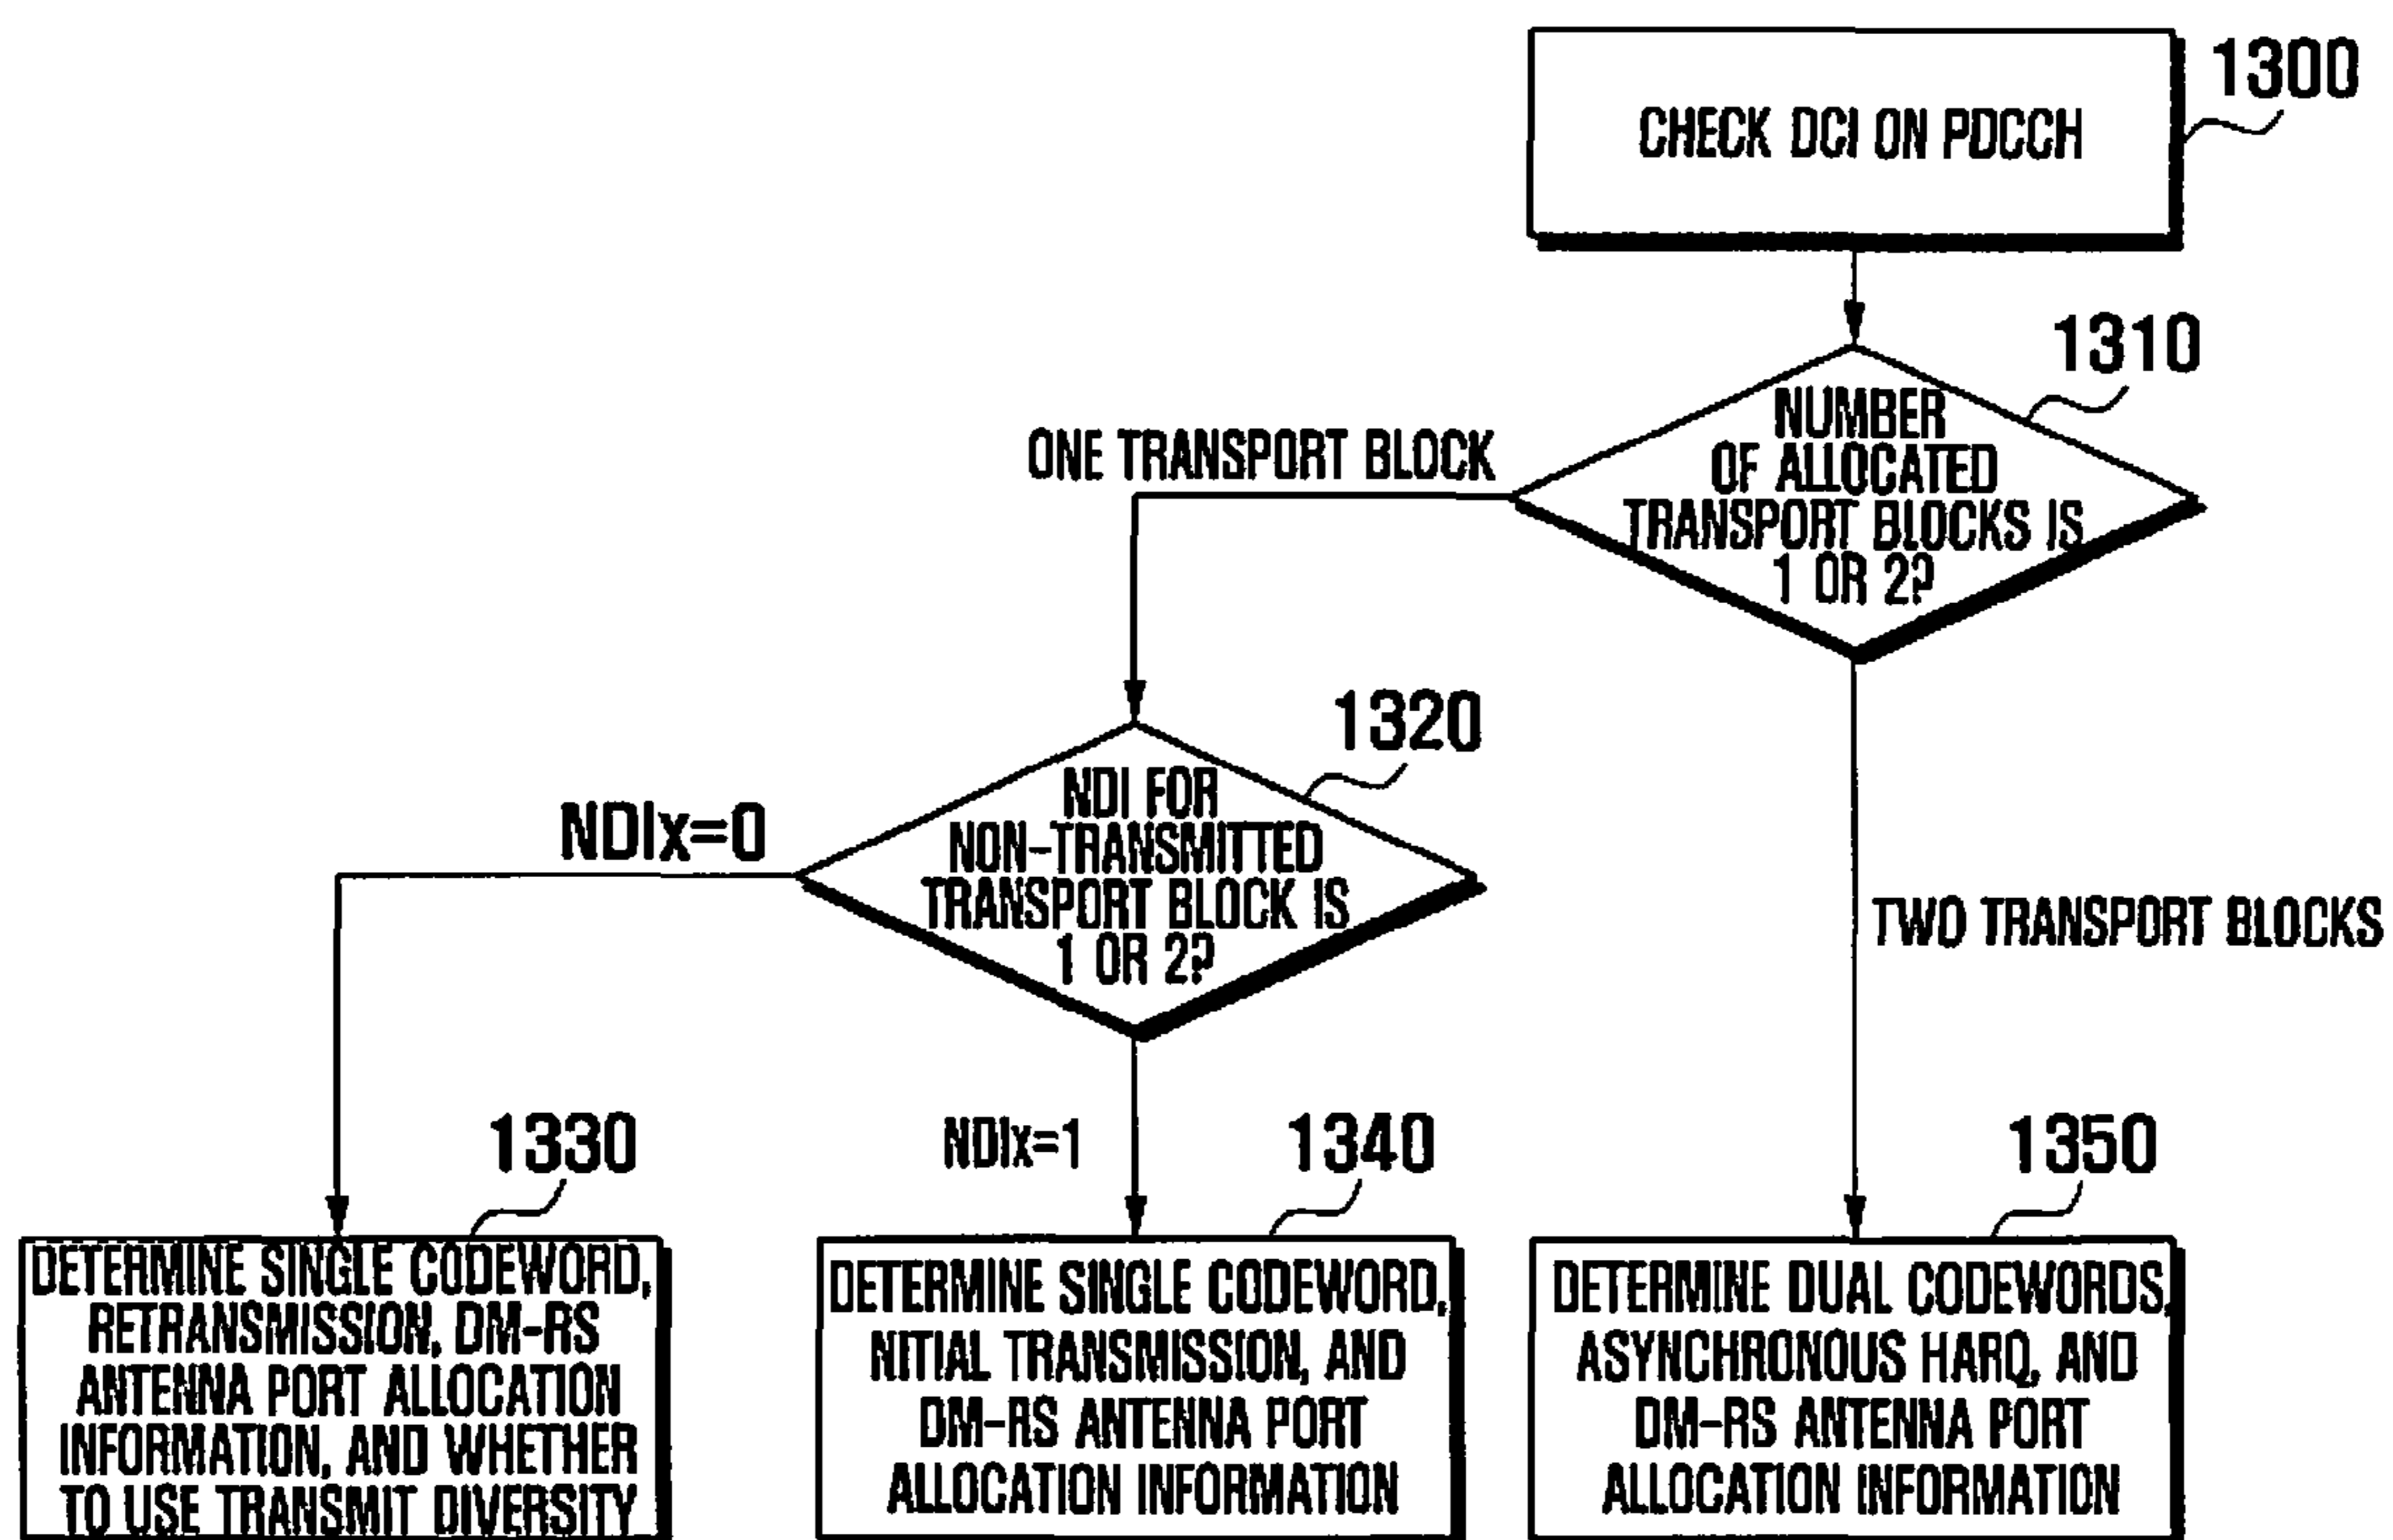 CHECK DCI ON PDCCH
1300
1310
NUMBER
OF ALLOCATED
TRANSPORT BLOCKS IS
1 OR 2?
ONE TRANSPORT BLOCK
1320
NDI FOR
NON-TRANSMITTED
TRANSPORT BLOCK IS
1 OR 2?
NDIx=0
TWO TRANSPORT BLOCKS
1330
NDIx=1
1340
1350
DETERMINE SINGLE CODEWORD,
RETRANSMISSION, DM-RS
ANTENNA PORT ALLOCATION
INFORMATION, AND WHETHER
TO USE TRANSMIT DIVERSITY
DETERMINE SINGLE CODEWORD,
NITIAL TRANSMISSION, AND
DM-RS ANTENNA PORT
ALLOCATION INFORMATION
DETERMINE DUAL CODEWORDS,
ASYNCHRONOUS HARQ, AND
DM-RS ANTENNA PORT
ALLOCATION INFORMATION